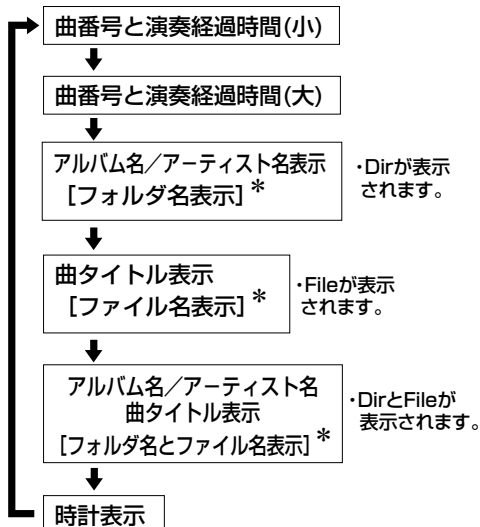 曲番号と演奏経過時間(小)
曲番号と演奏経過時間(大)
アルバム名／アーティスト名表示
［フォルダ名表示］*
・Dirが表示
されます。
曲タイトル表示
［ファイル名表示］*
・Fileが表示
されます。
アルバム名／アーティスト名
曲タイトル表示
［フォルダ名とファイル名表示］*
・DirとFileが
表示されます。
時計表示